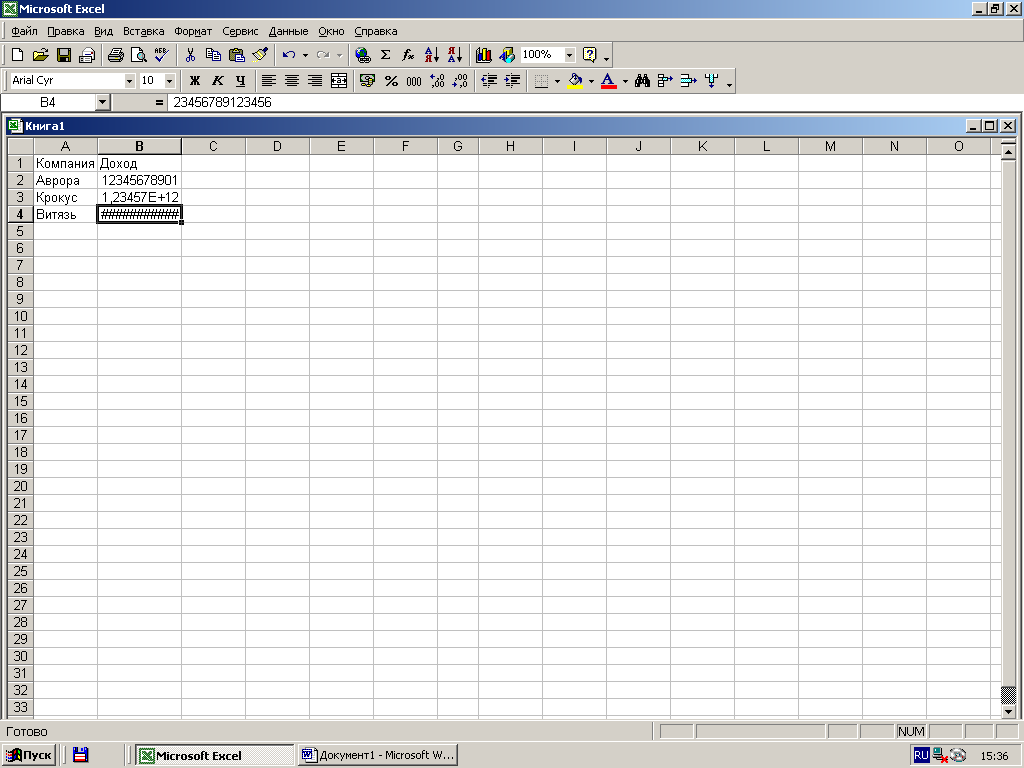 Microsoft Excel
Файл Правка Вид Вставка Формат Сервис Данные Окно Справка
100%
Arial Cyr 10 Ж К Ч
B4 = 23456789123456
Книга1
A B C D E F G H I J K L M N O
1 Компания Доход
2 Аврора 12345678901
3 Крокус 1,23457E+12
4 Витязь ###########
5
6
7
8
9
10
11
12
13
14
15
16
17
18
19
20
21
22
23
24
25
26
27
28
29
30
31
32
33
Готово NUM
Пуск Microsoft Excel Документ1 - Microsoft W... RU 15:36